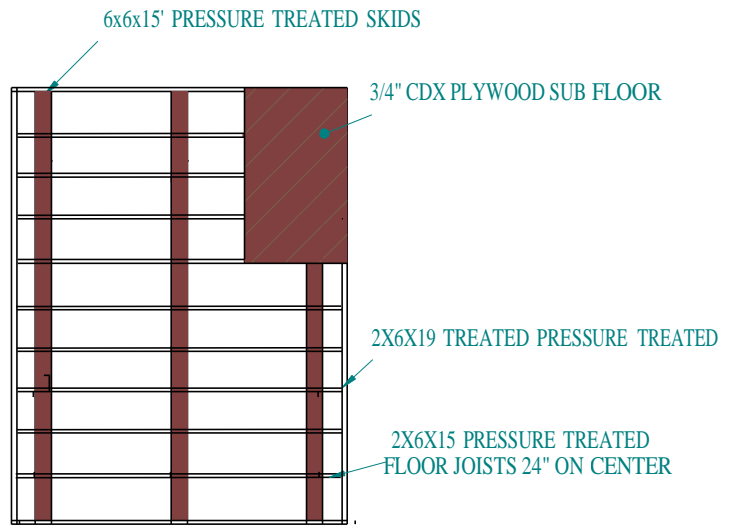 6x6x15' PRESSURE TREATED SKIDS
3/4" CDX PLYWOOD SUB FLOOR
2X6X19 TREATED PRESSURE TREATED
2X6X15 PRESSURE TREATED
FLOOR JOISTS 24" ON CENTER